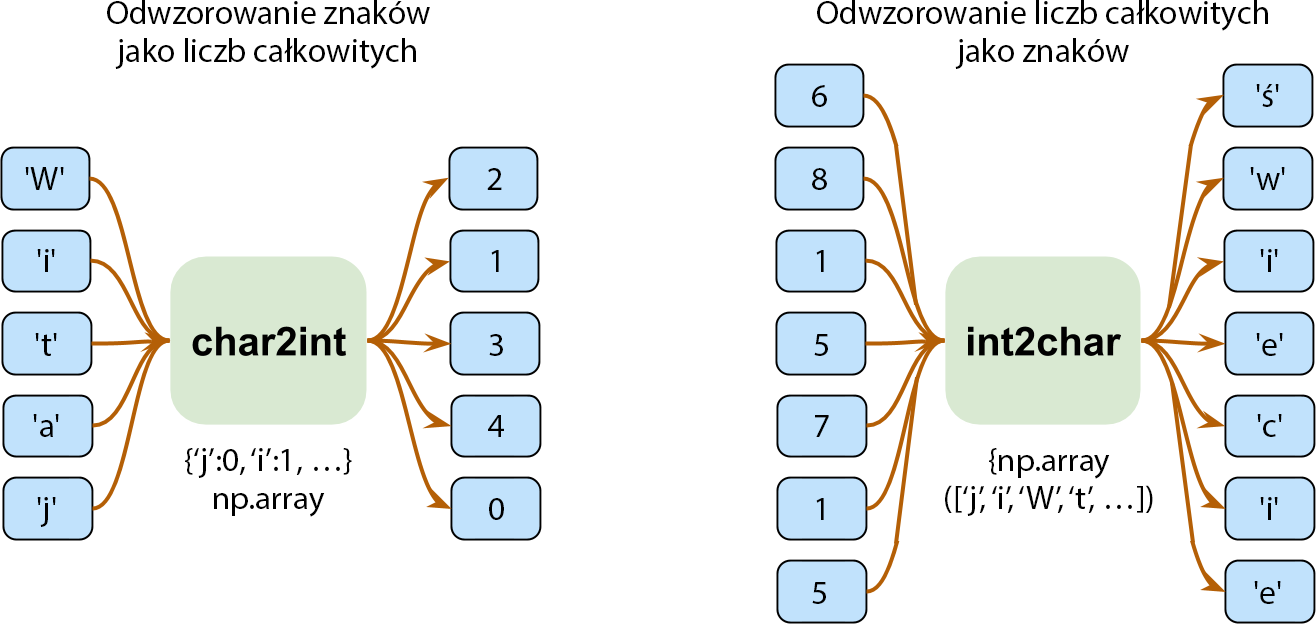 Odwzorowanie znaków
jako liczb całkowitych
'W'
'i'
't'
'a'
'j'
char2int
{‘j’:0, ‘i’:1, …}
np.array
2
1
3
4
0
Odwzorowanie liczb całkowitych
jako znaków
6
8
1
5
7
1
5
int2char
{np.array
([‘j’, ‘i’, ‘W’, ‘t’, …])
'ś'
'w'
'i'
'e'
'c'
'i'
'e'